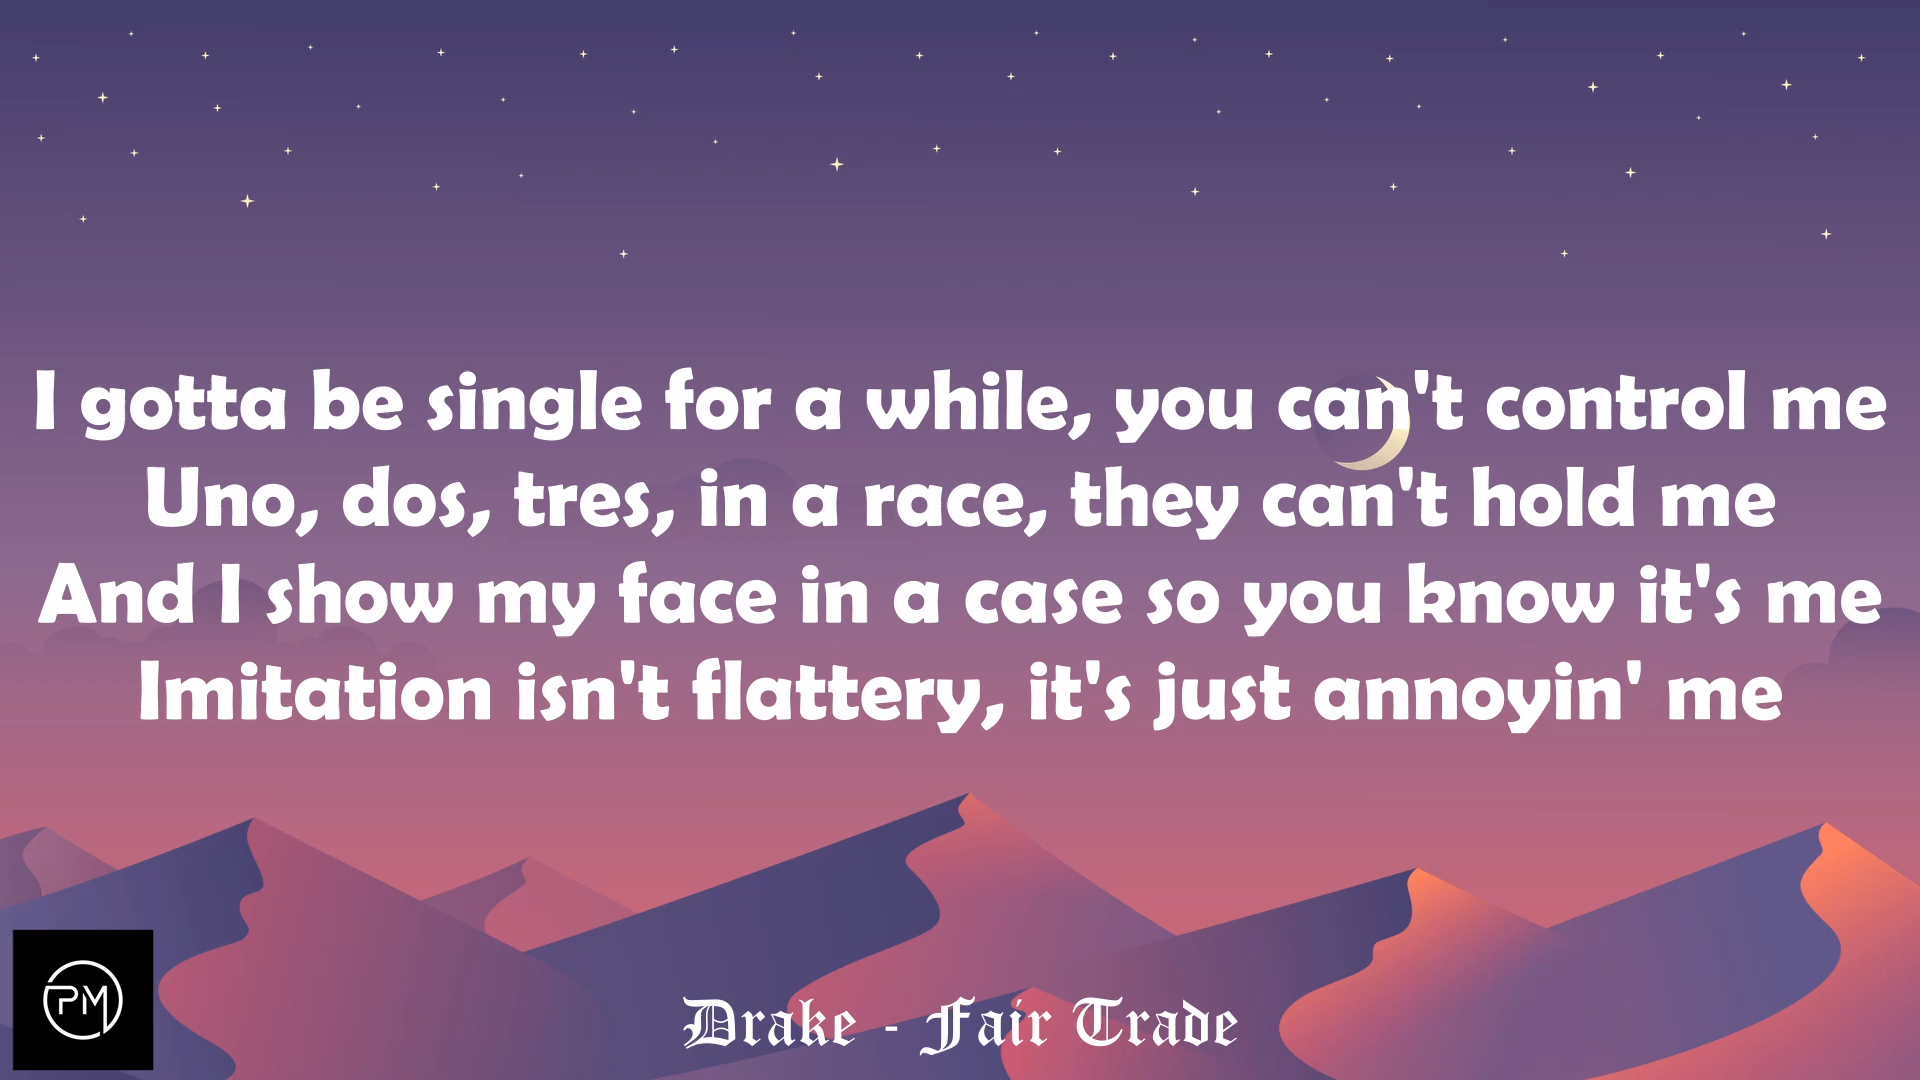 I gotta be single for a while, you can't control me
Uno, dos, tres, in a race, they can't hold me
And I show my face in a case so you know it's me
Imitation isn't flattery, it's just annoyin' me
PM
Drake - Fair Trade